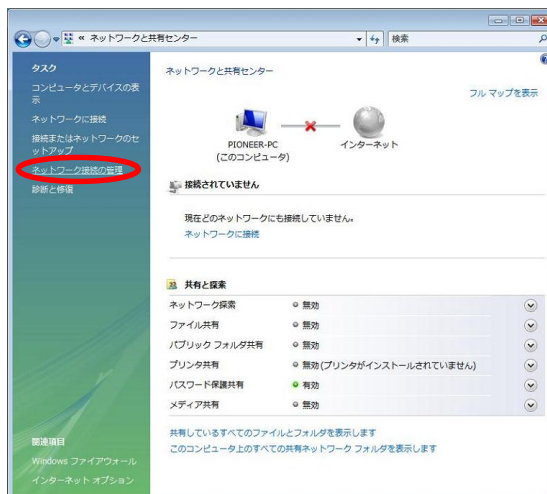 « ネットワークと共有センター
検索
タスク
コンピュータとデバイスの表
示
ネットワークに接続
接続またはネットワークのセ
ットアップ
ネットワーク接続の管理
診断と修復
関連項目
Windows ファイアウォール
インターネット オプション
ネットワークと共有センター
フル マップを表示
PIONEER-PC
(このコンピュータ)
インターネット
接続されていません
現在どのネットワークにも接続していません。
ネットワークに接続
共有と探索
ネットワーク探索 無効
ファイル共有 無効
パブリック フォルダ共有 無効
プリンタ共有 無効 (プリンタがインストールされていません)
パスワード保護共有 有効
メディア共有 無効
共有しているすべてのファイルとフォルダを表示します
このコンピュータ上のすべての共有ネットワーク フォルダを表示します